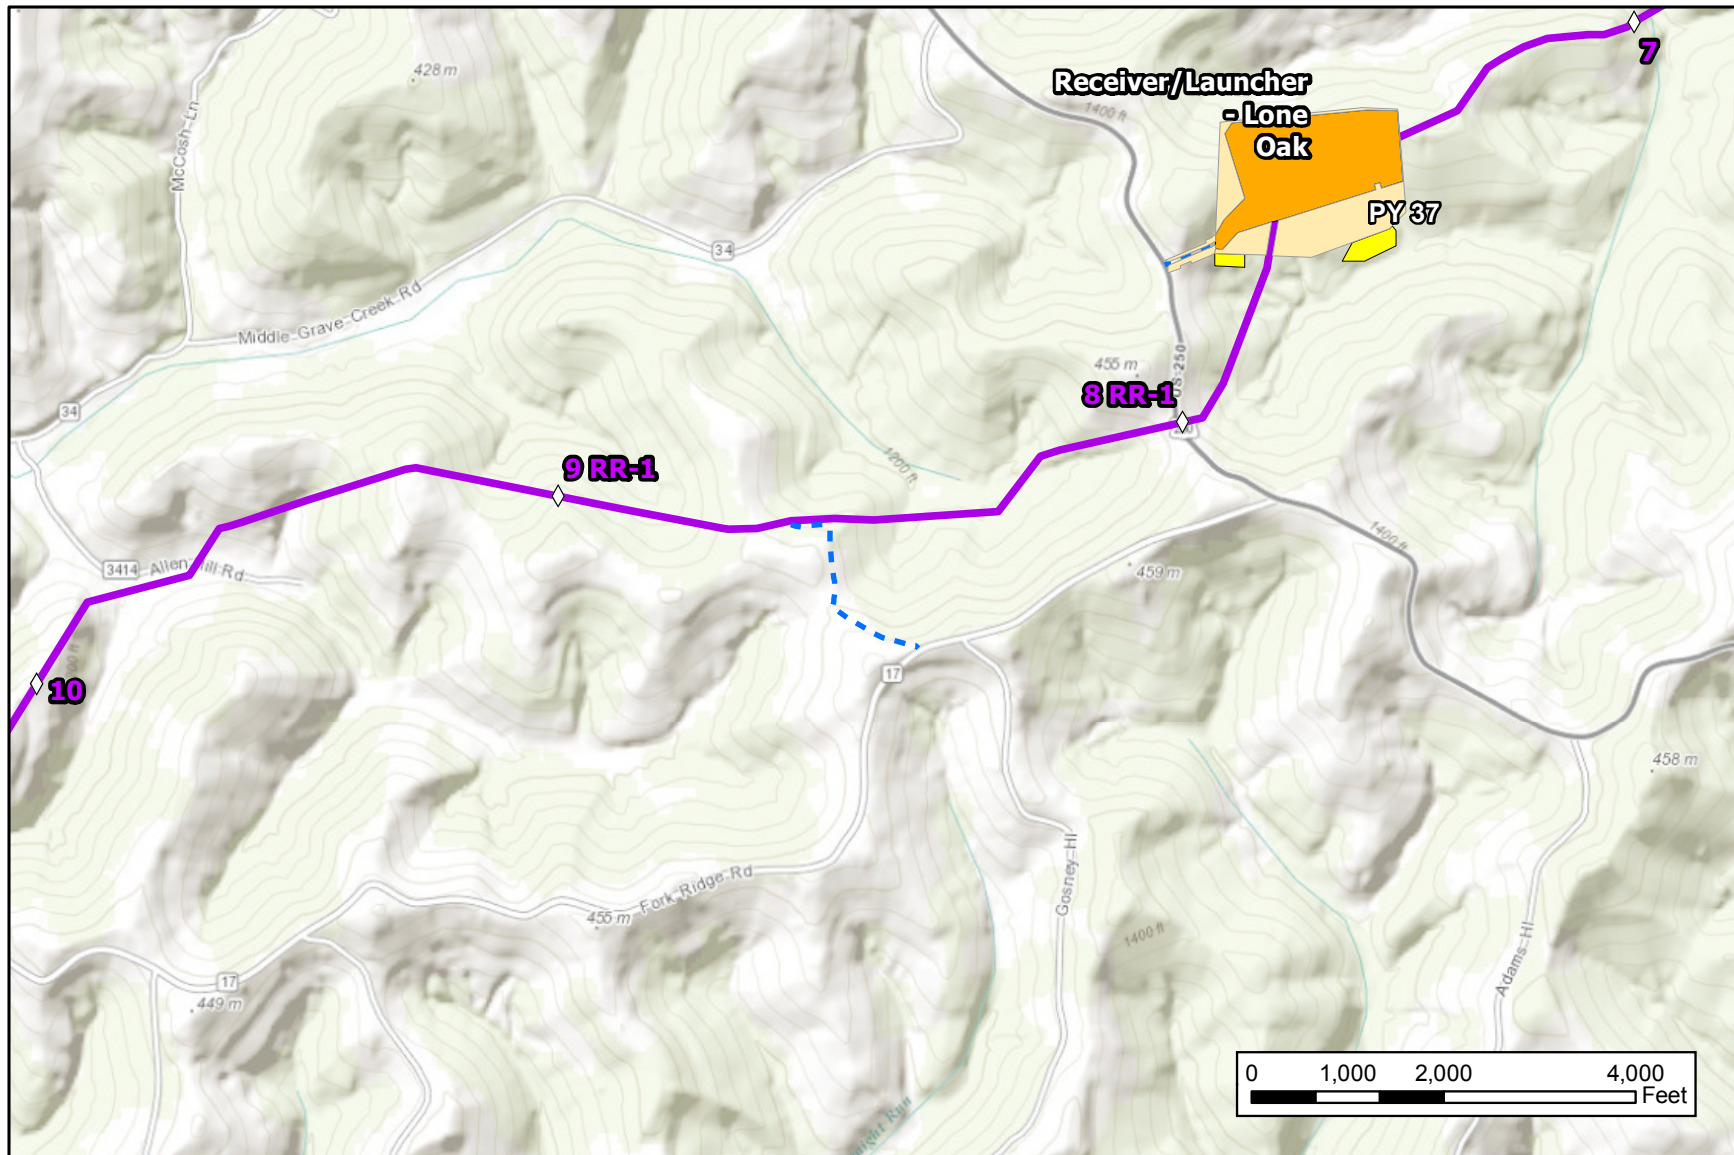 7
428 m
Receiver/Launcher
- Lone
Oak
1400 ft
McCosh Ln
PY 37
34
Middle Grave Creek Rd
455 m
US-250
8 RR-1
34
9 RR-1
1200 ft
1400 ft
3414
Allen Hill Rd
459 m
17
10
458 m
Gosney Hl
Fork Ridge Rd
455 m
1400 ft
Adams Hl
17
449 m
Run
0 1,000 2,000 4,000
Feet